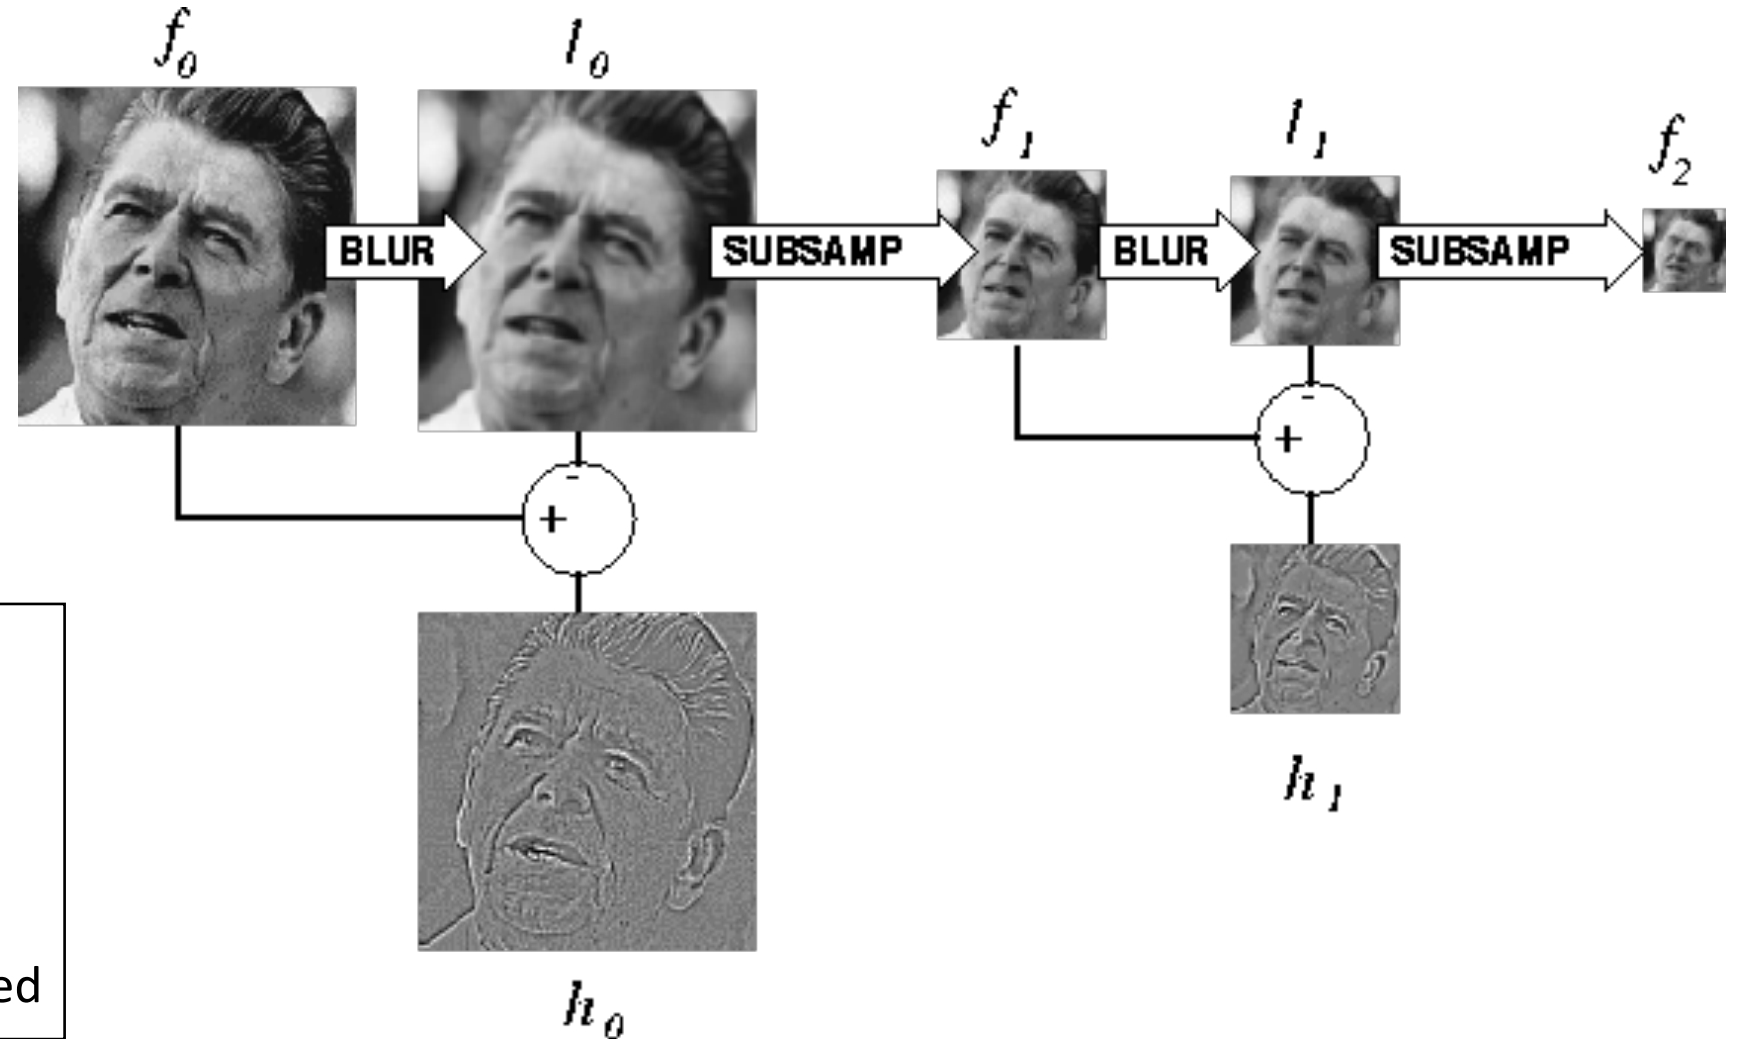 f₀
l₀
f₁
l₁
f₂
BLUR
SUBSAMP
BLUR
SUBSAMP
-
+
-
+
h₁
h₀
ed